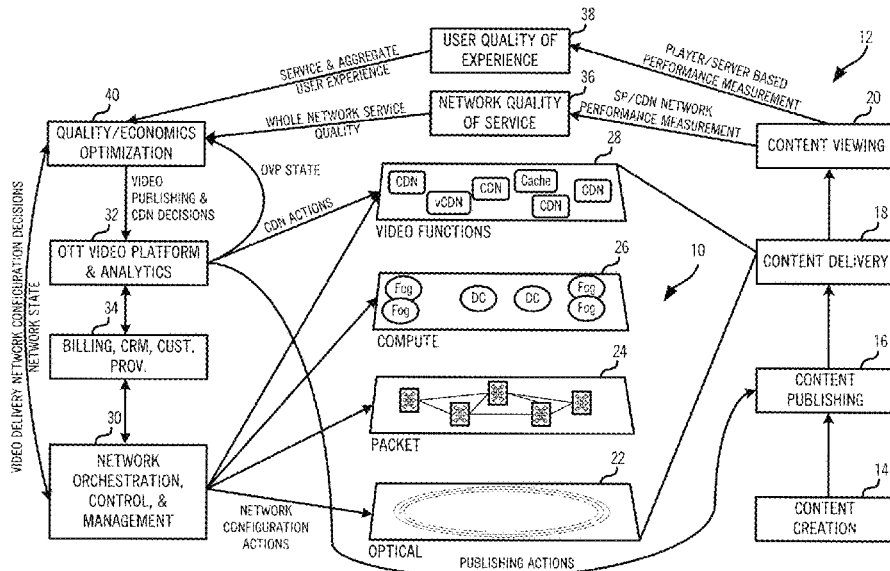 38
USER QUALITY OF
EXPERIENCE
SERVICE & AGGREGATE
USER EXPERIENCE
PLAYER/SERVER BASED
PERFORMANCE MEASUREMENT
12
36
NETWORK QUALITY
OF SERVICE
WHOLE NETWORK SERVICE
QUALITY
SP/CDN NETWORK
PERFORMANCE MEASUREMENT
40
QUALITY/ECONOMICS
OPTIMIZATION
20
CONTENT VIEWING
VIDEO
PUBLISHING &
CDN DECISIONS
OVP STATE
CDN ACTIONS
28
CDN
vCDN
CDN
Cache
CDN
CDN
VIDEO FUNCTIONS
32
OTT VIDEO PLATFORM
& ANALYTICS
18
CONTENT DELIVERY
26
10
Fog
Fog
DC
DC
Fog
Fog
COMPUTE
34
BILLING, CRM, CUST.
PROV.
24
PACKET
16
CONTENT
PUBLISHING
VIDEO DELIVERY NETWORK CONFIGURATION DECISIONS
NETWORK STATE
30
NETWORK
ORCHESTRATION,
CONTROL, &
MANAGEMENT
NETWORK
CONFIGURATION
ACTIONS
22
OPTICAL
PUBLISHING ACTIONS
14
CONTENT
CREATION